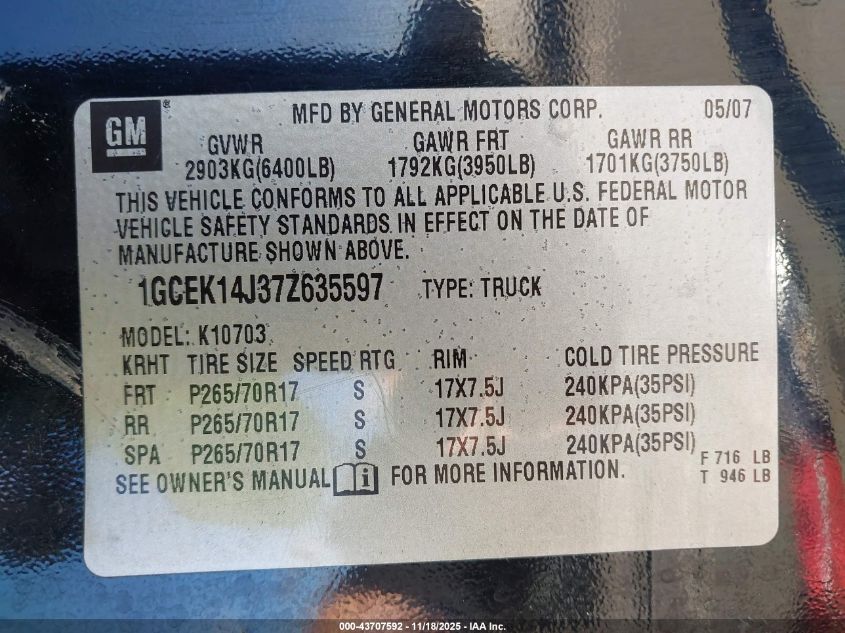 GM ® MFD BY GENERAL MOTORS CORP. 05/07
GVWR GAWR FRT GAWR RR
2903KG(6400LB) 1792KG(3950LB) 1701KG(3750LB)
THIS VEHICLE CONFORMS TO ALL APPLICABLE U.S. FEDERAL MOTOR
VEHICLE SAFETY STANDARDS IN EFFECT ON THE DATE OF
MANUFACTURE SHOWN ABOVE.
1GCEK14J37Z635597 TYPE: TRUCK
MODEL: K10703
KRHT TIRE SIZE SPEED RTG RIM COLD TIRE PRESSURE
FRT P265/70R17 S 17X7.5J 240KPA(35PSI)
RR P265/70R17 S 17X7.5J 240KPA(35PSI)
SPA P265/70R17 S 17X7.5J 240KPA(35PSI)
F 716 LB
T 946 LB
SEE OWNER'S MANUAL i FOR MORE INFORMATION.
000-43707592 - 11/18/2025 - IAA Inc.